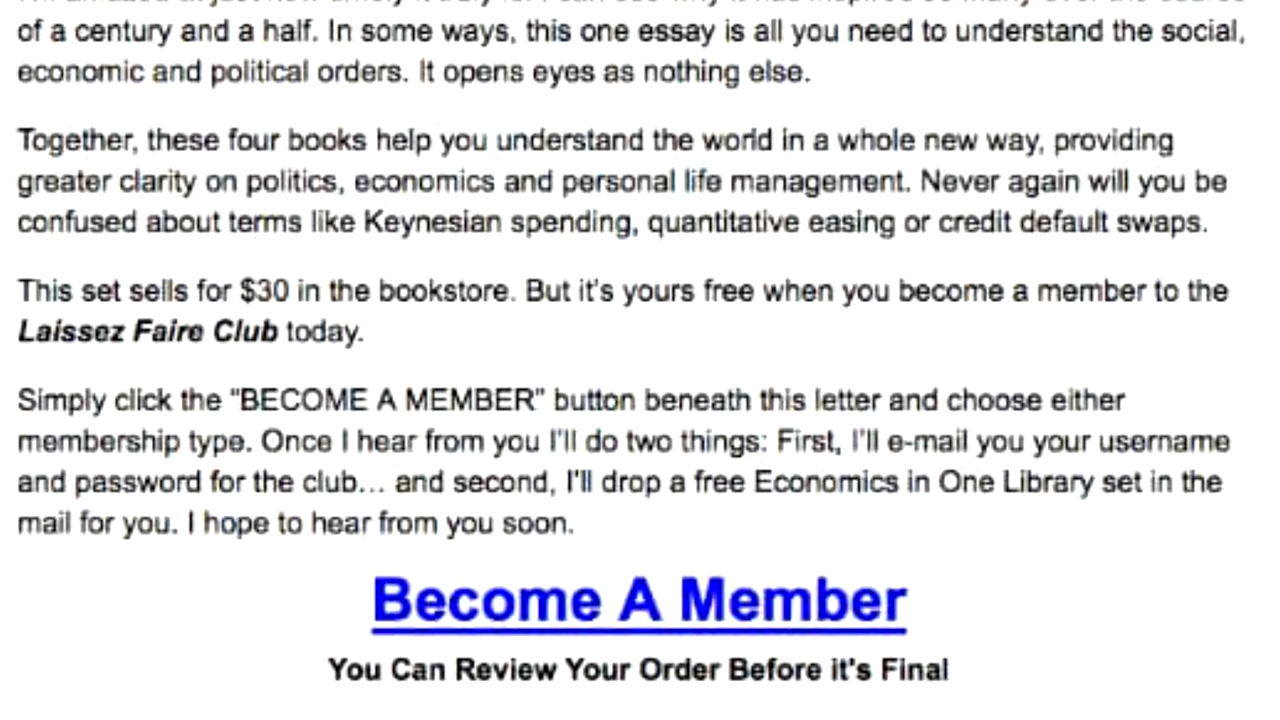 of a century and a half. In some ways, this one essay is all you need to understand the social,
economic and political orders. It opens eyes as nothing else.
Together, these four books help you understand the world in a whole new way, providing
greater clarity on politics, economics and personal life management. Never again will you be
confused about terms like Keynesian spending, quantitative easing or credit default swaps.
This set sells for $30 in the bookstore. But it's yours free when you become a member to the
Laissez Faire Club today.
Simply click the "BECOME A MEMBER" button beneath this letter and choose either
membership type. Once I hear from you I'll do two things: First, I'll e-mail you your username
and password for the club… and second, I'll drop a free Economics in One Library set in the
mail for you. I hope to hear from you soon.
Become A Member
You Can Review Your Order Before it's Final